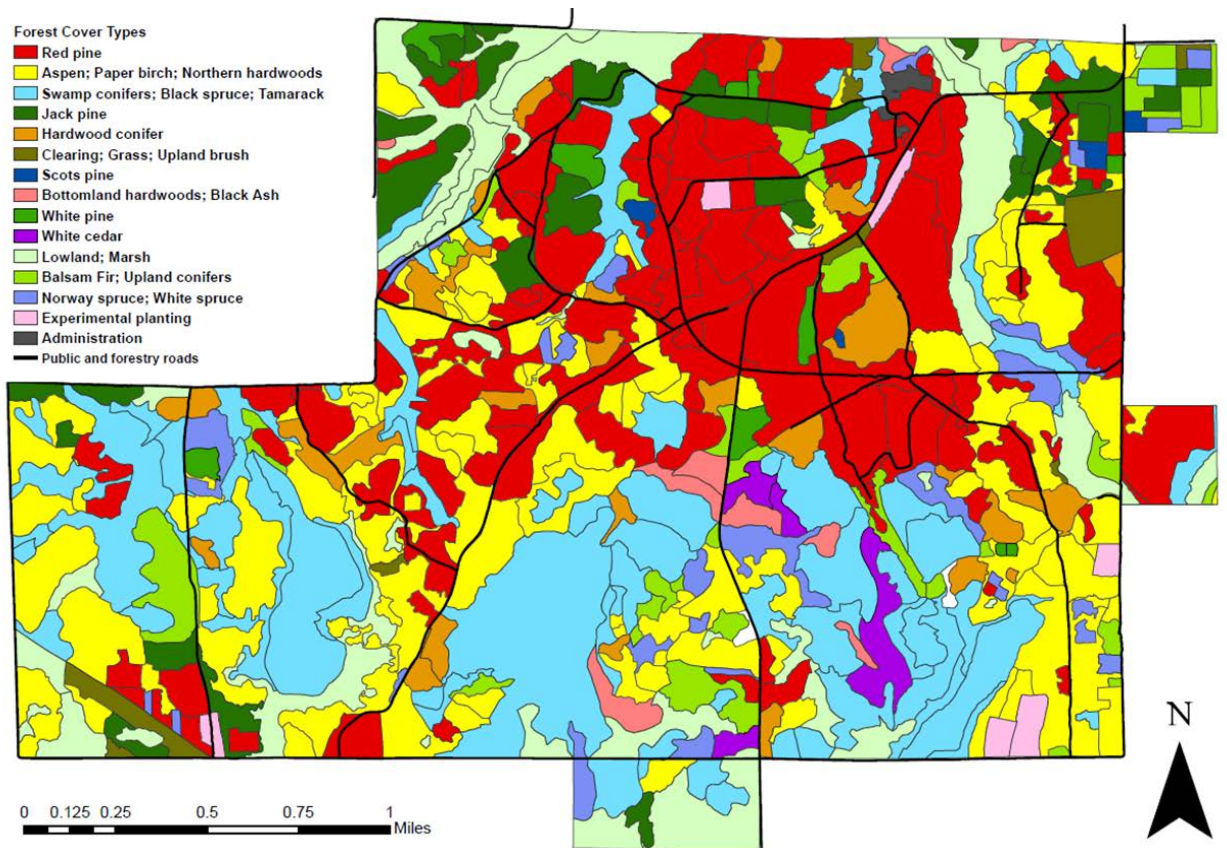 Forest Cover Types
Red pine
Aspen; Paper birch; Northern hardwoods
Swamp conifers; Black spruce; Tamarack
Jack pine
Hardwood conifer
Clearing; Grass; Upland brush
Scots pine
Bottomland hardwoods; Black Ash
White pine
White cedar
Lowland; Marsh
Balsam Fir; Upland conifers
Norway spruce; White spruce
Experimental planting
Administration
Public and forestry roads
N
0 0.125 0.25 0.5 0.75 1
Miles